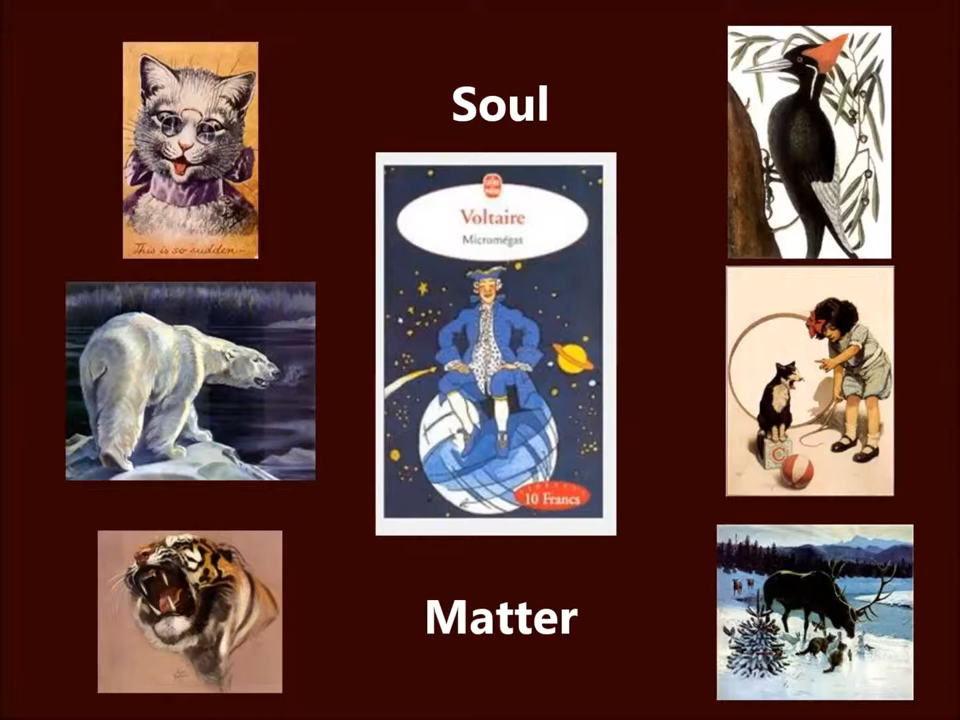 Soul
This is so sudden—
Voltaire
Micromégas
C
10 Francs
Matter